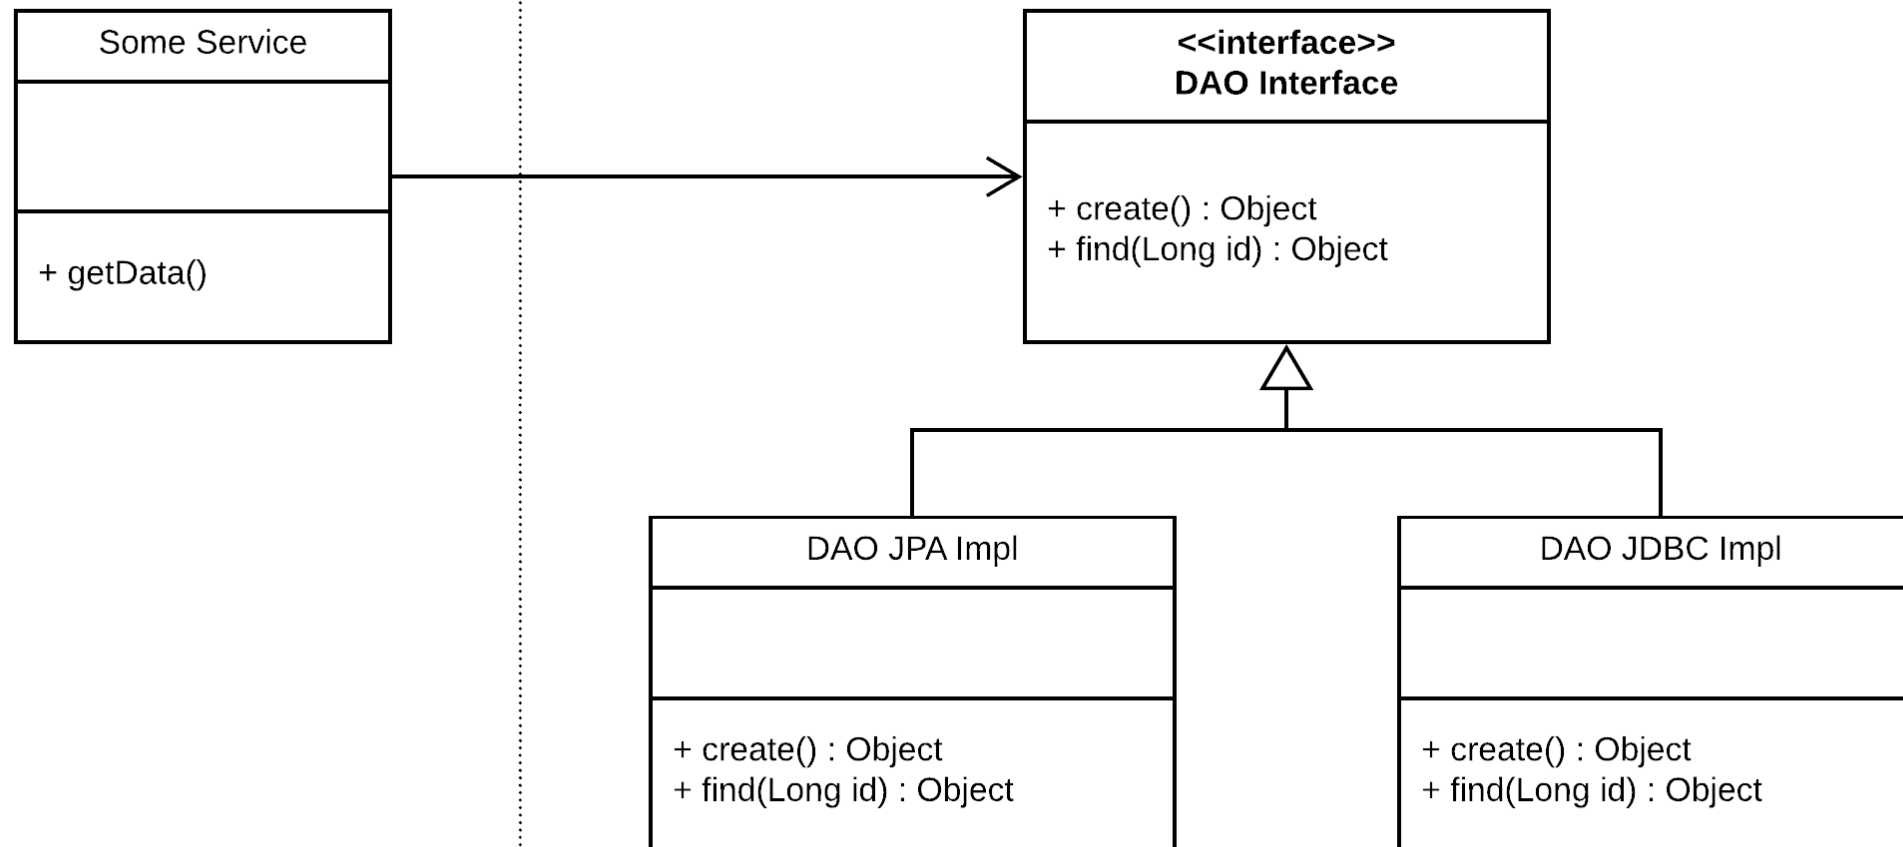 Some Service
+ getData()
<<interface>>
DAO Interface
+ create() : Object
+ find(Long id) : Object
DAO JPA Impl
+ create() : Object
+ find(Long id) : Object
DAO JDBC Impl
+ create() : Object
+ find(Long id) : Object